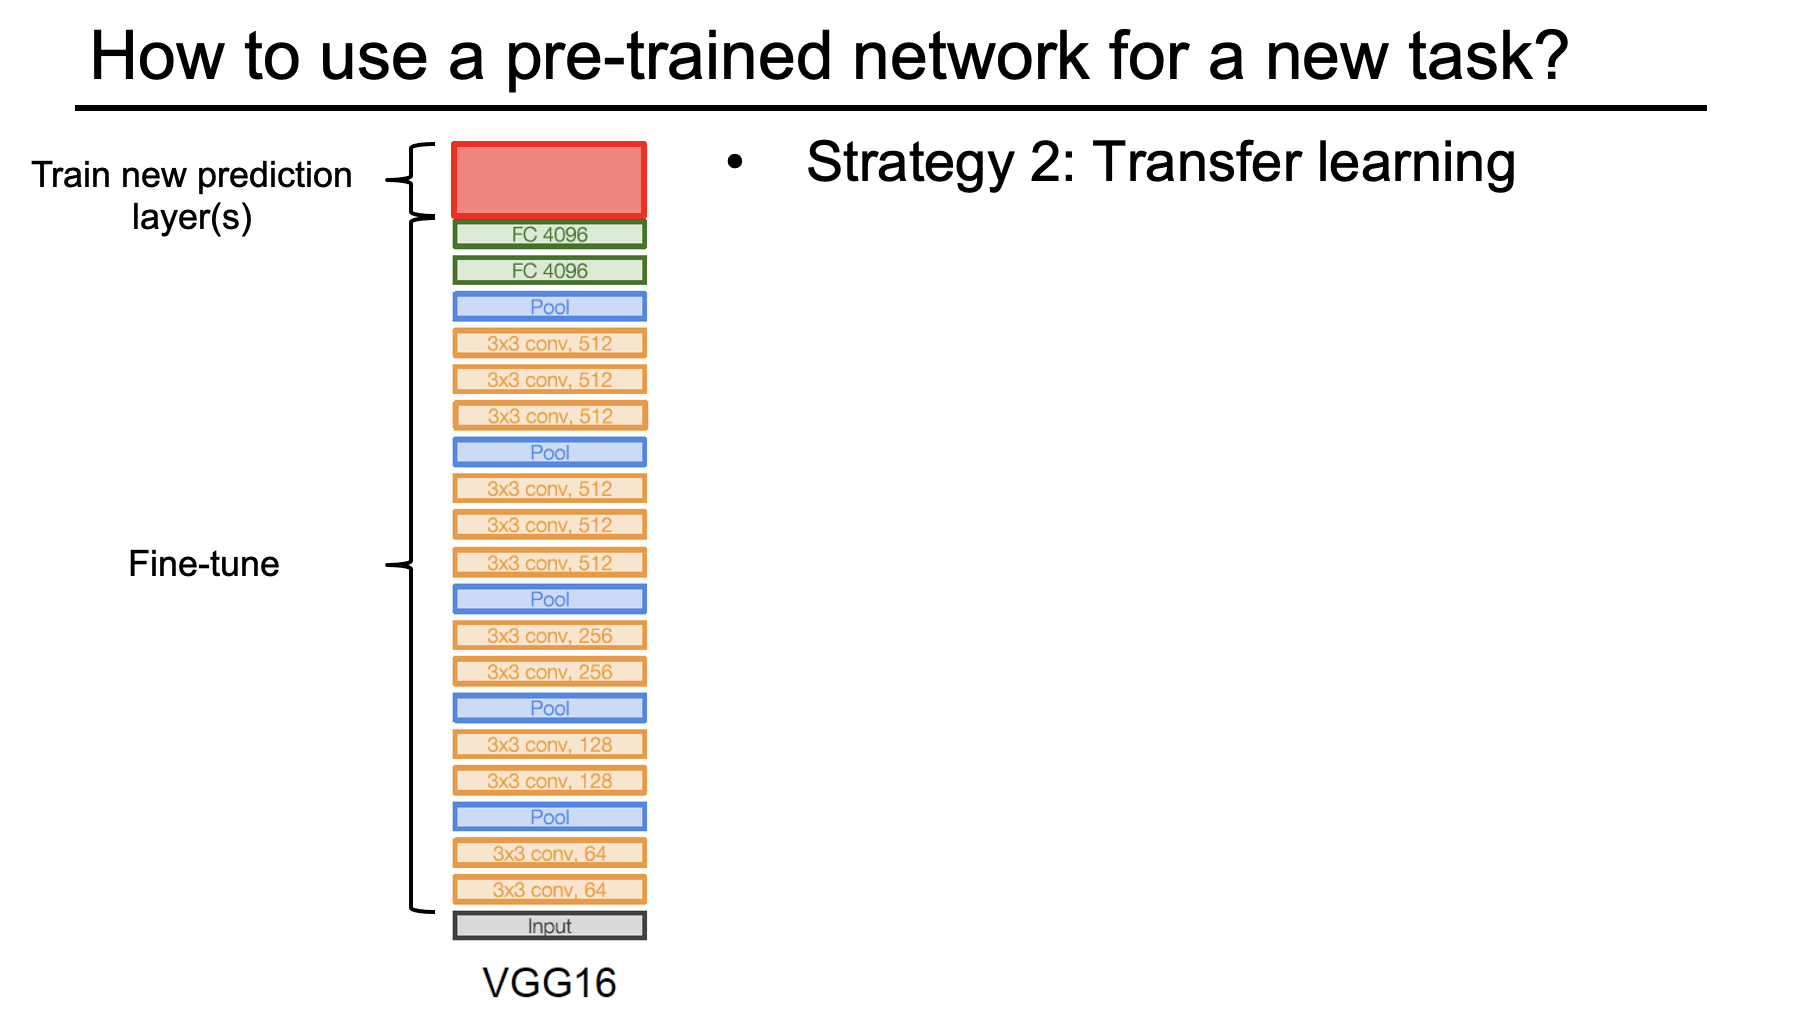 How to use a pre-trained network for a new task?
Train new prediction
layer(s)
• Strategy 2: Transfer learning
FC 4096
FC 4096
Pool
3x3 conv, 512
3x3 conv, 512
3x3 conv, 512
Pool
3x3 conv, 512
3x3 conv, 512
3x3 conv, 512
Fine-tune
Pool
3x3 conv, 256
3x3 conv, 256
Pool
3x3 conv, 128
3x3 conv, 128
Pool
3x3 conv, 64
3x3 conv, 64
Input
VGG16